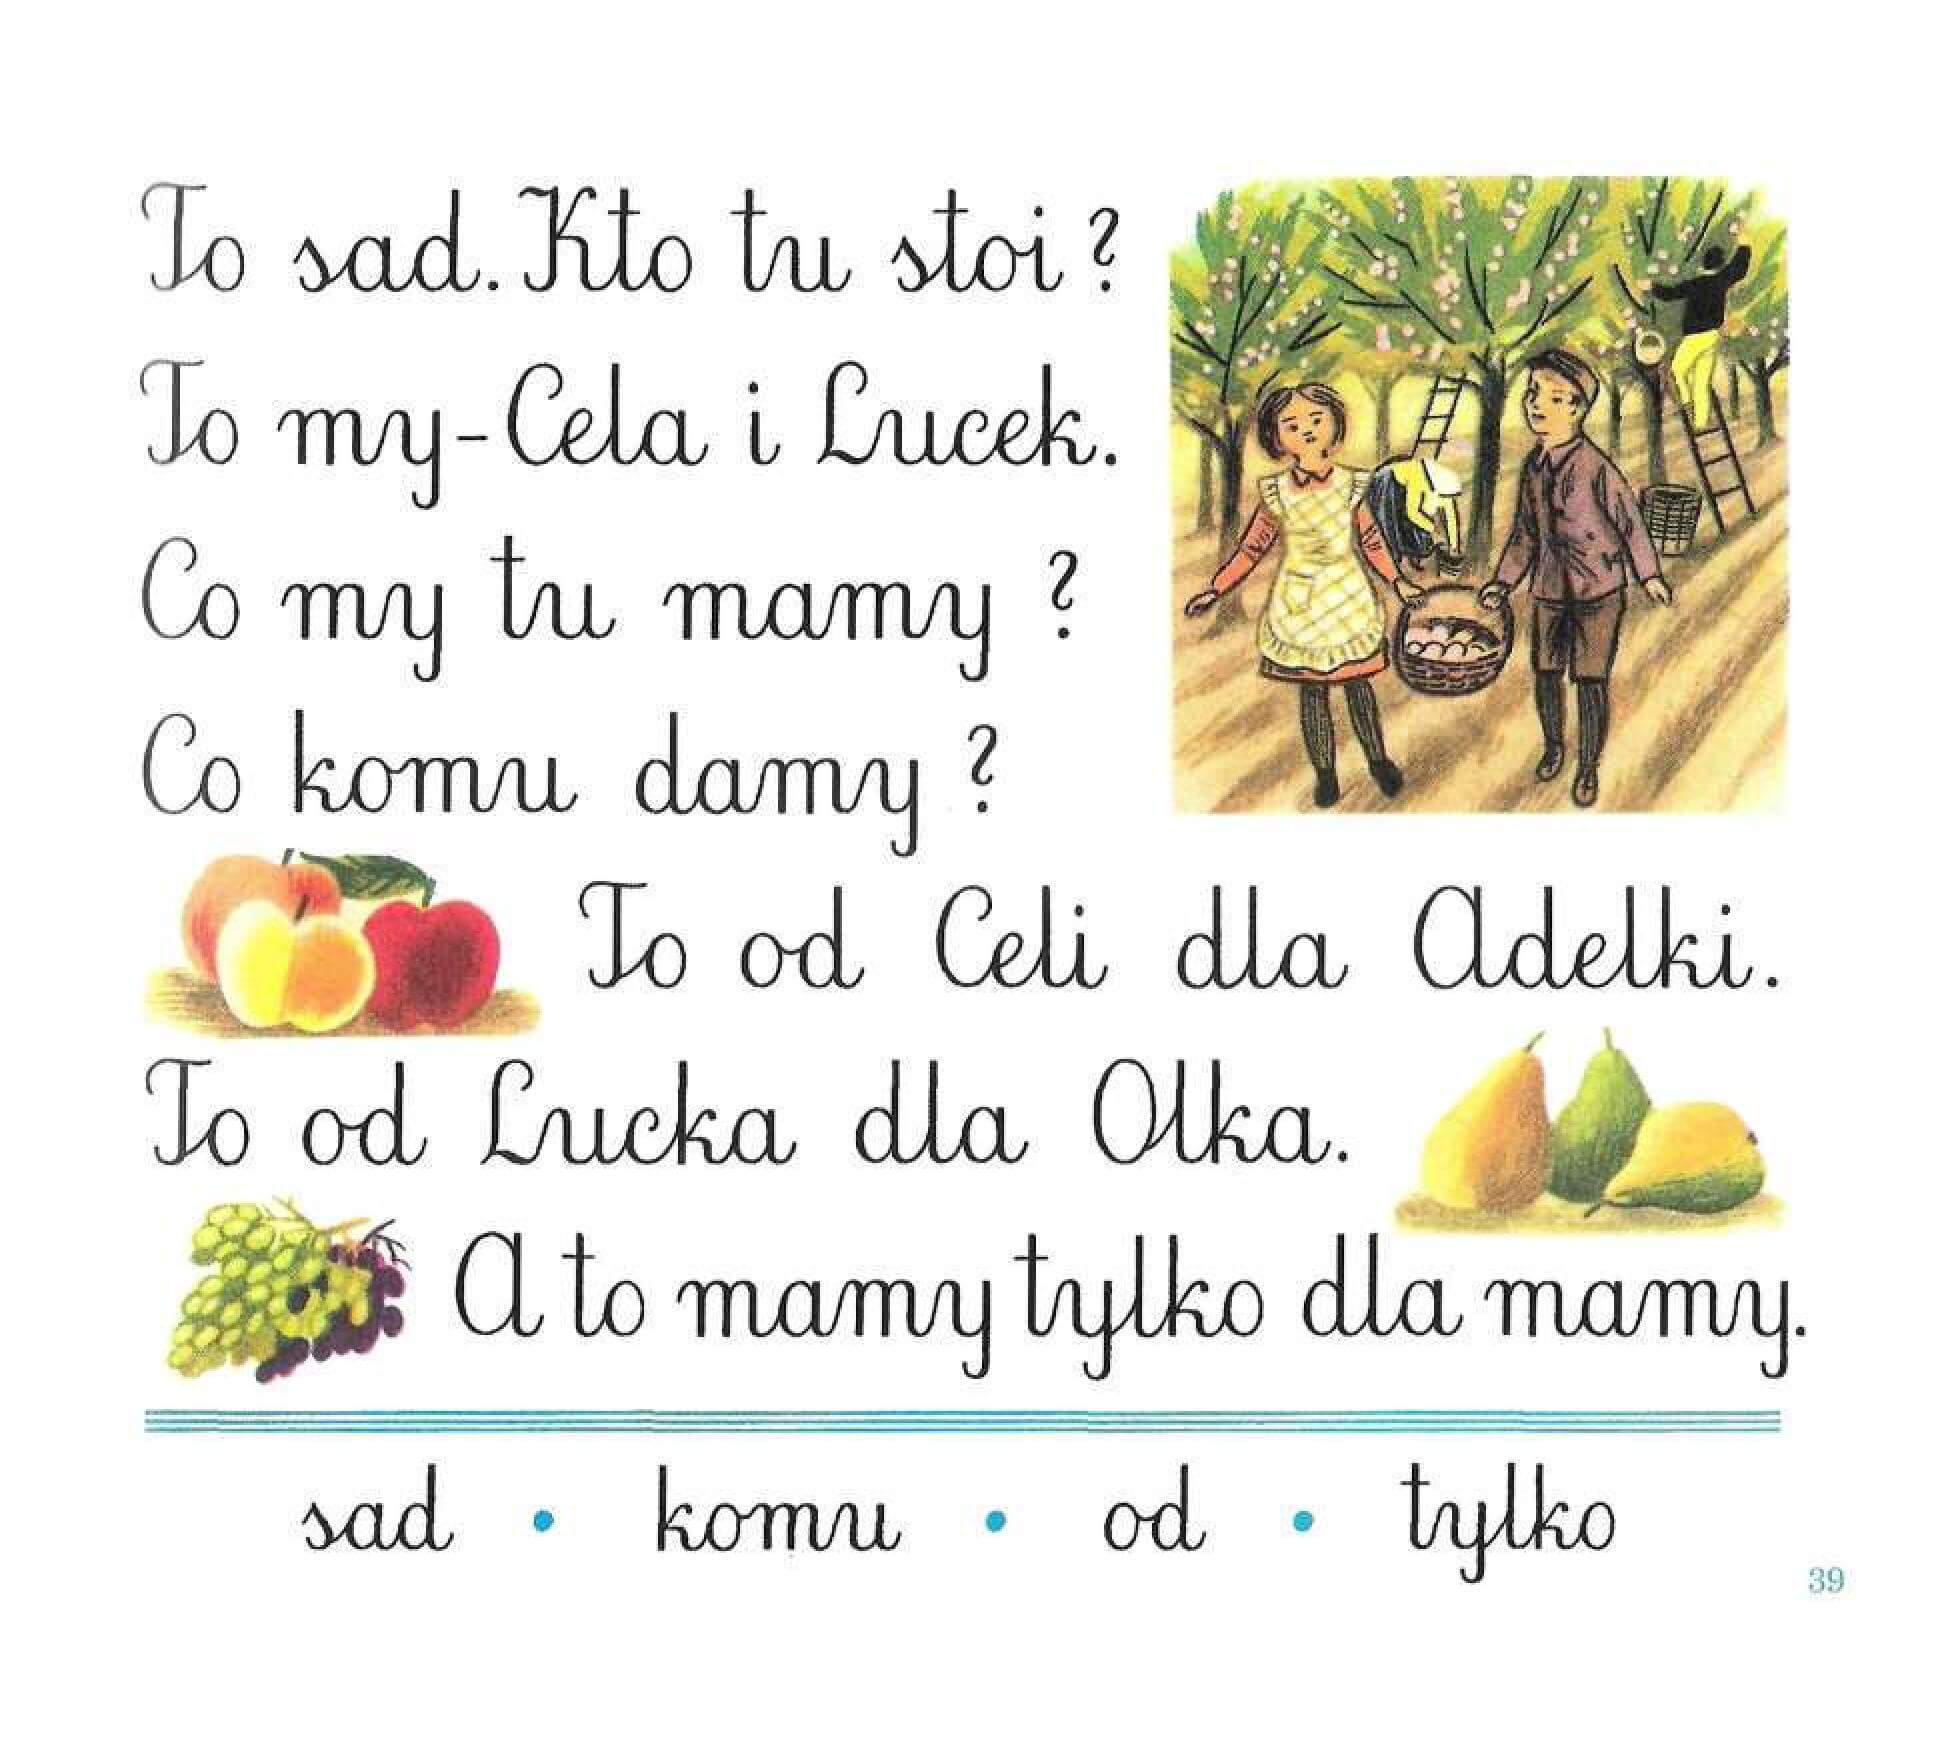 To sad. Kto tu stoi ?
To my - Cela i Lucek.
Co my tu mamy ?
Co komu damy ?
To od Celi dla Adelki.
To od Lucka dla Olka.
A to mamy tylko dla mamy.
sad • komu • od • tylko
39